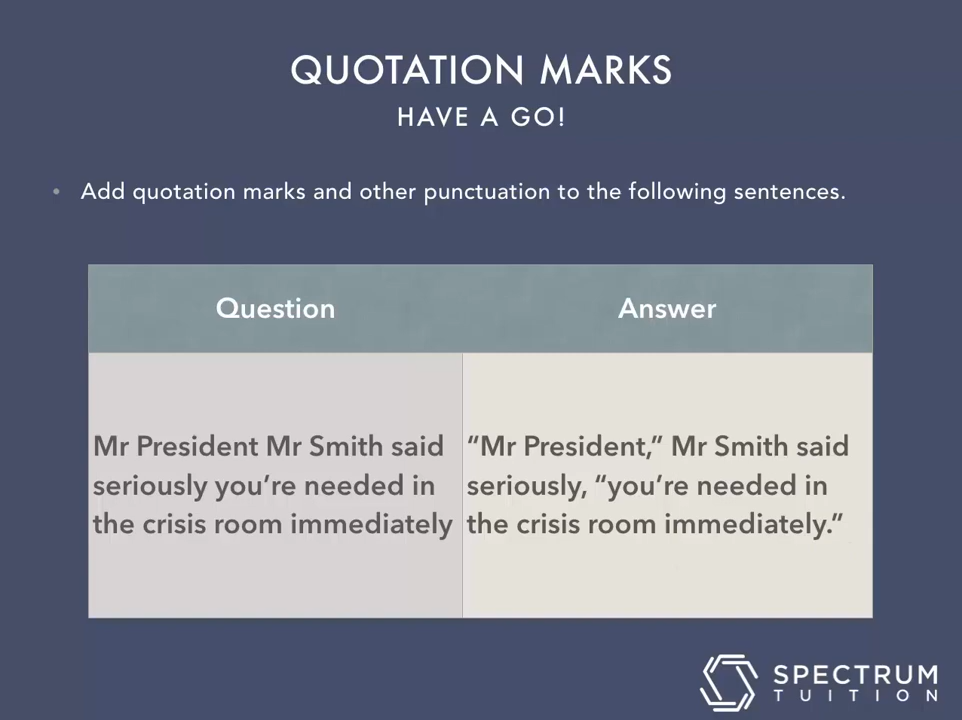 QUOTATION MARKS
HAVE A GO!
• Add quotation marks and other punctuation to the following sentences.
Question
Answer
Mr President Mr Smith said
seriously you’re needed in
the crisis room immediately
“Mr President,” Mr Smith said
seriously, “you’re needed in
the crisis room immediately.”
SPECTRUM
TUITION